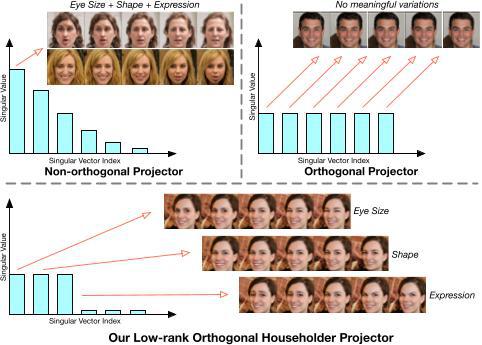 Eye Size + Shape + Expression
Singular Value
Singular Vector Index
Non-orthogonal Projector
No meaningful variations
Singular Value
Singular Vector Index
Orthogonal Projector
Eye Size
Shape
Expression
Singular Value
Singular Vector Index
Our Low-rank Orthogonal Householder Projector